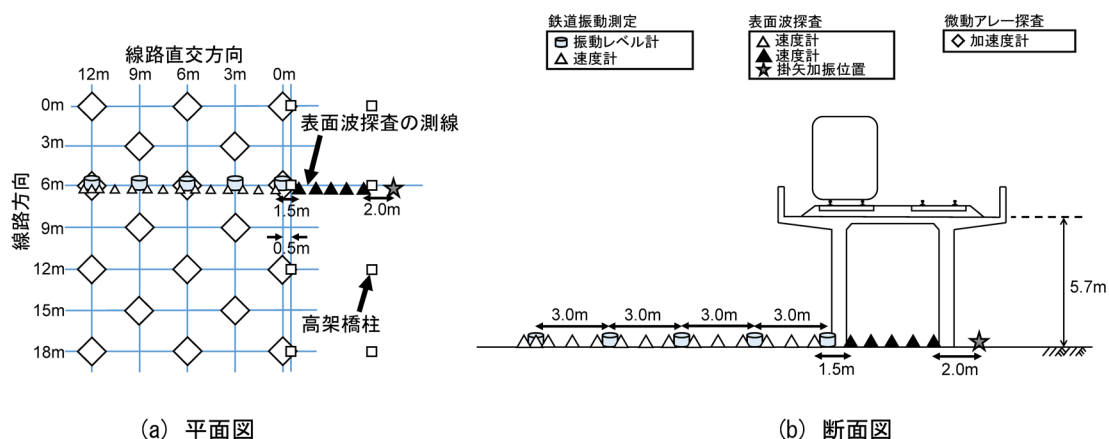 鉄道振動測定
振動レベル計
速度計
表面波探査
速度計
速度計
掛矢加振位置
微動アレー探査
加速度計
線路直交方向
12m 9m 6m 3m 0m
0m
3m
6m
9m
12m
15m
18m
線路方向
表面波探査の測線
1.5m
2.0m
0.5m
高架橋柱
(a) 平面図
3.0m 3.0m 3.0m 3.0m
1.5m
2.0m
5.7m
(b) 断面図